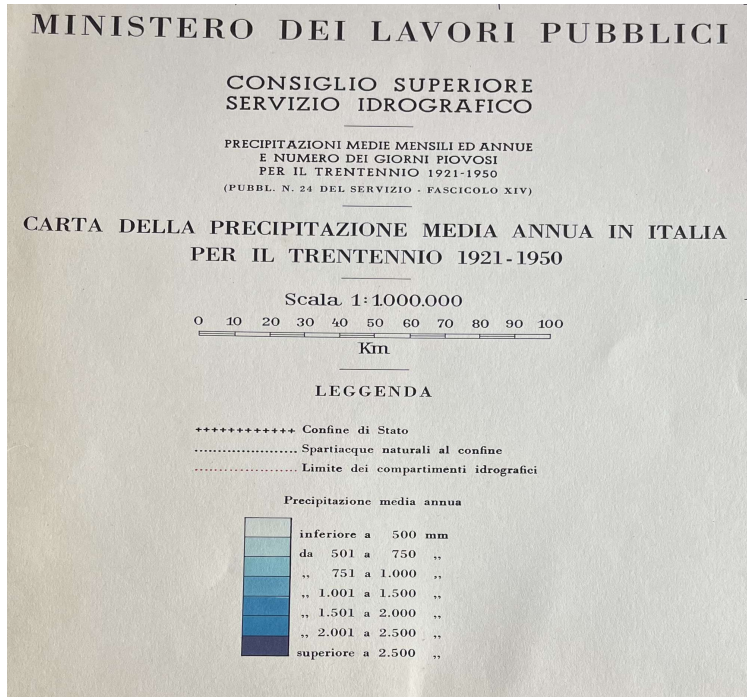 MINISTERO DEI LAVORI PUBBLICI
CONSIGLIO SUPERIORE
SERVIZIO IDROGRAFICO
PRECIPITAZIONI MEDIE MENSILI ED ANNUE
E NUMERO DEI GIORNI PIOVOSI
PER IL TRENTENNIO 1921-1950
(PUBBL. N. 24 DEL SERVIZIO - FASCICOLO XIV)
CARTA DELLA PRECIPITAZIONE MEDIA ANNUA IN ITALIA
PER IL TRENTENNIO 1921-1950
Scala 1:1.000.000
0 10 20 30 40 50 60 70 80 90 100
Km
LEGGENDA
Confine di Stato
Spartiacque naturali al confine
Limite dei compartimenti idrografici
Precipitazione media annua
inferiore a 500 mm
da 501 a 750 „
„ 751 a 1.000 „
„ 1.001 a 1.500 „
„ 1.501 a 2.000 „
„ 2.001 a 2.500 „
superiore a 2.500 „